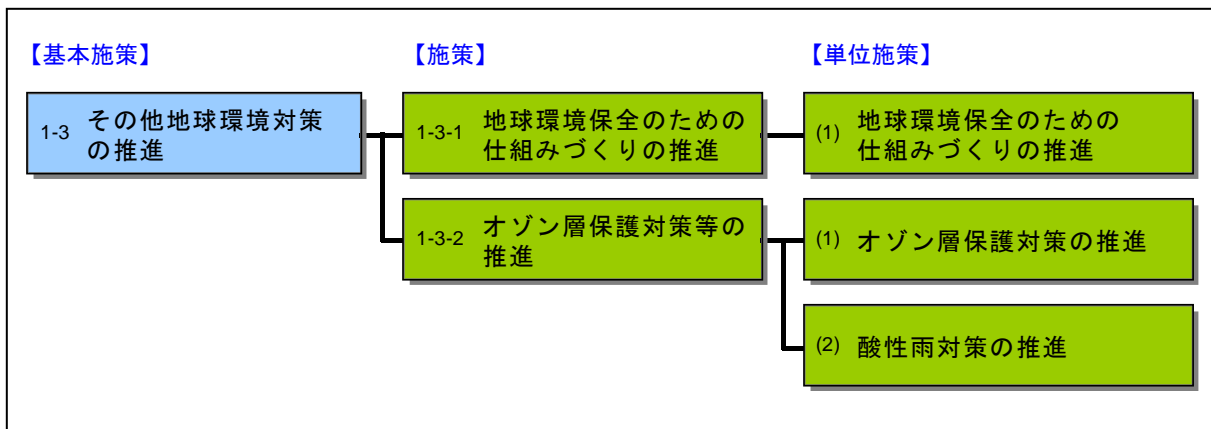 【基本施策】
【施策】
【単位施策】
1-3 その他地球環境対策
の推進
1-3-1 地球環境保全のための
仕組みづくりの推進
(1) 地球環境保全のための
仕組みづくりの推進
1-3-2 オゾン層保護対策等の
推進
(1) オゾン層保護対策の推進
(2) 酸性雨対策の推進